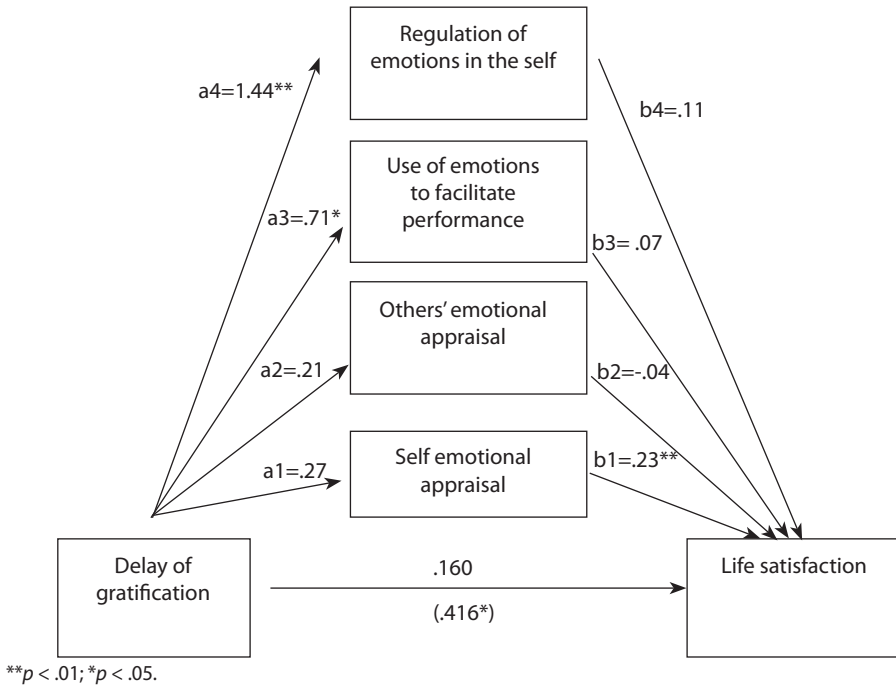 Regulation of
emotions in the self
a4=1.44**
b4=.11
Use of emotions
to facilitate
performance
a3=.71*
b3= .07
Others’ emotional
appraisal
a2=.21
b2=-.04
Self emotional
appraisal
a1=.27
b1=.23**
Delay of
gratification
.160
(.416*)
Life satisfaction
**p < .01; *p < .05.